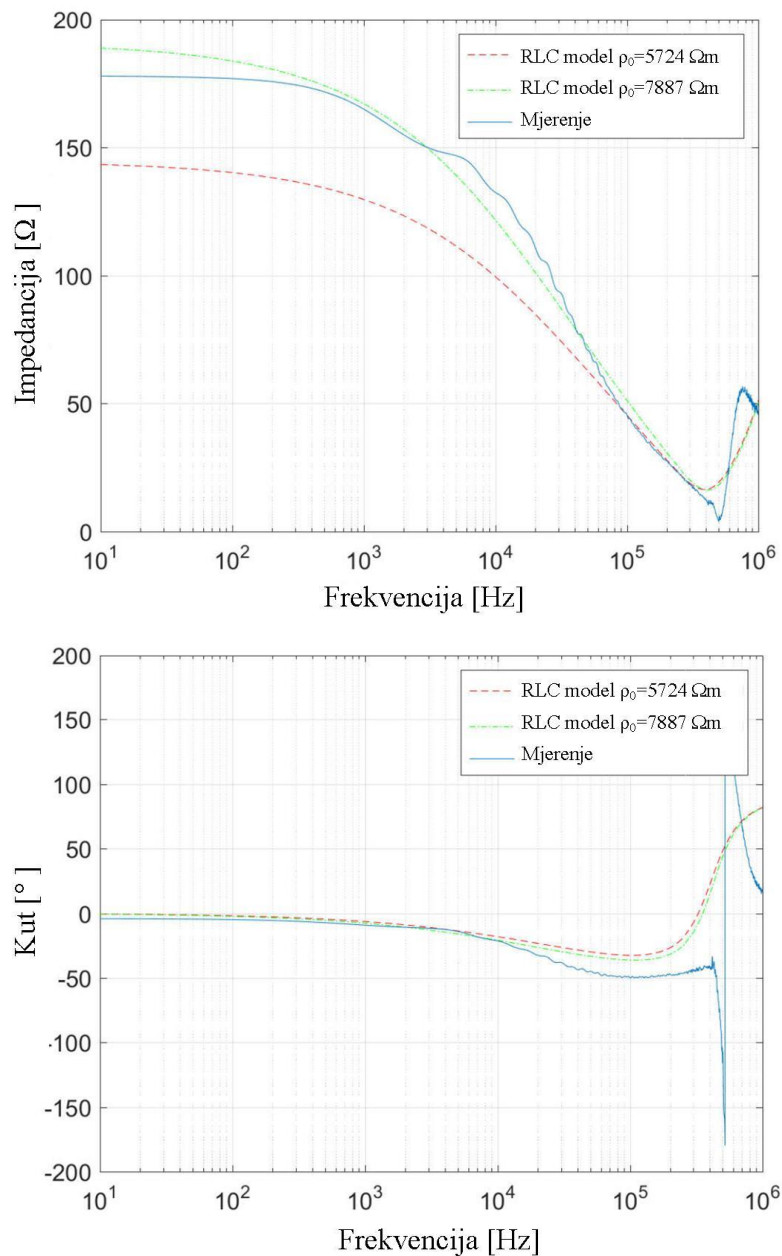 200
150
100
50
0
Impedancija [Ω ]
RLC model ρ₀=5724 Ωm
RLC model ρ₀=7887 Ωm
Mjerenje
10¹ 10² 10³ 10⁴ 10⁵ 10⁶
Frekvencija [Hz]
200
150
100
50
0
-50
-100
-150
-200
Kut [ ° ]
RLC model ρ₀=5724 Ωm
RLC model ρ₀=7887 Ωm
Mjerenje
10¹ 10² 10³ 10⁴ 10⁵ 10⁶
Frekvencija [Hz]